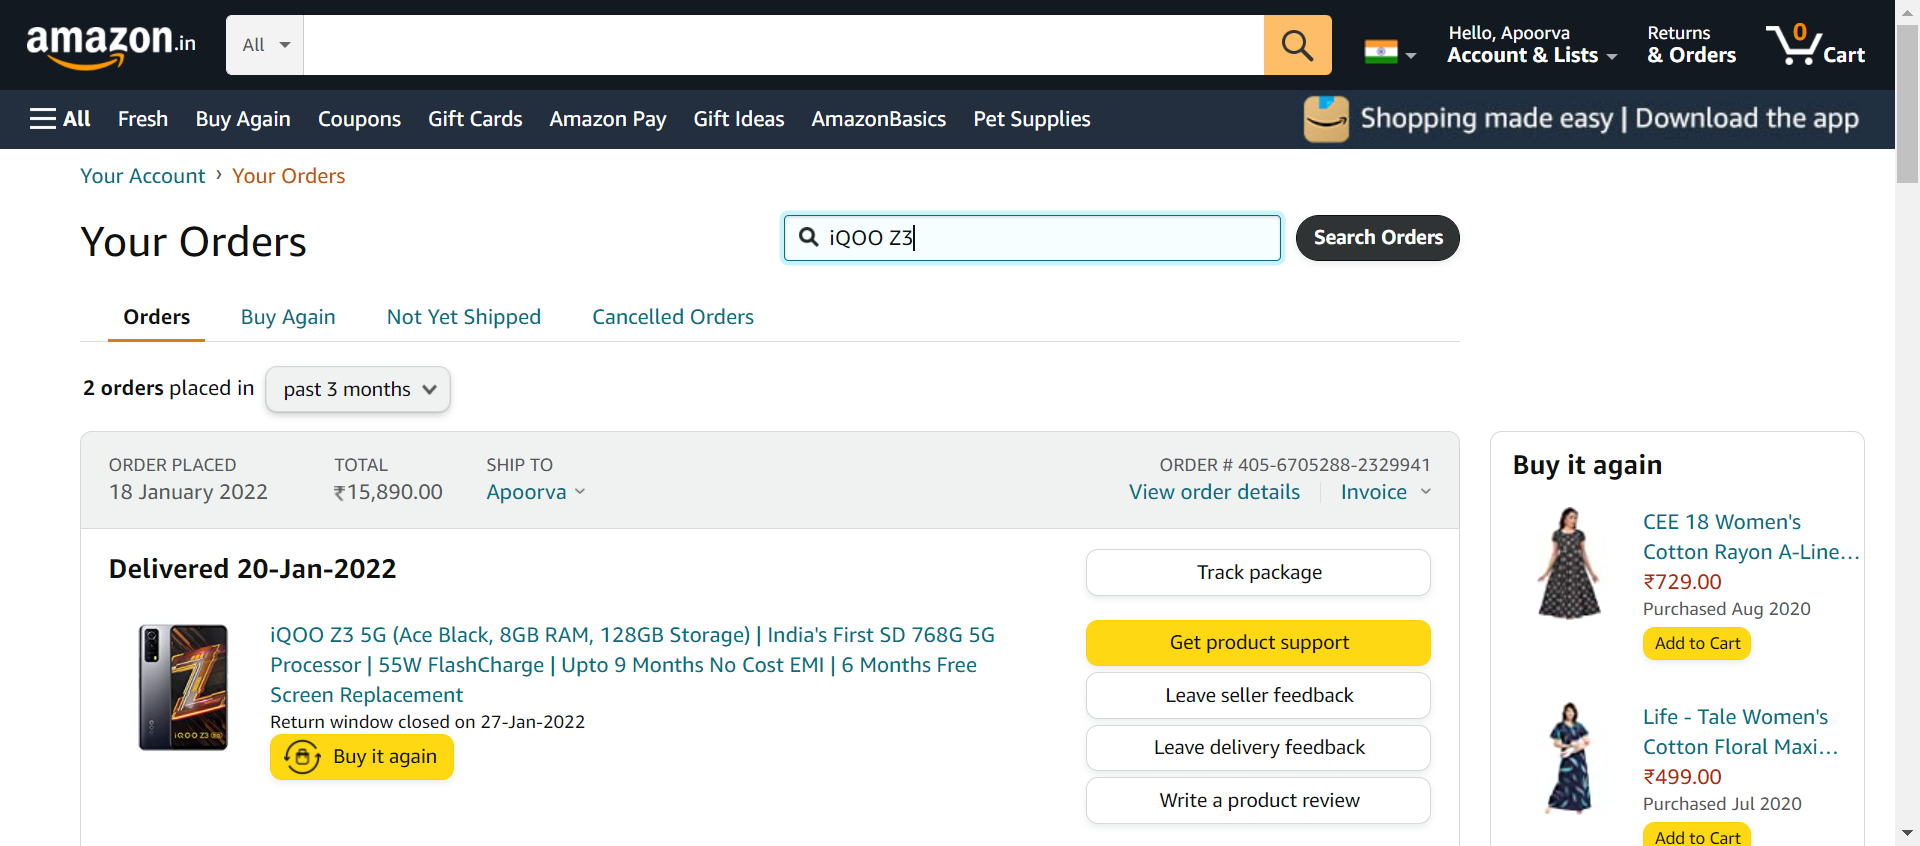 amazon.in
All
Hello, Apoorva
Account & Lists
Returns
& Orders
0
Cart
All Fresh Buy Again Coupons Gift Cards Amazon Pay Gift Ideas AmazonBasics Pet Supplies
Shopping made easy | Download the app
Your Account › Your Orders
Your Orders
iQOO Z3
Search Orders
Orders Buy Again Not Yet Shipped Cancelled Orders
2 orders placed in past 3 months
ORDER PLACED
18 January 2022
TOTAL
₹15,890.00
SHIP TO
Apoorva
ORDER # 405-6705288-2329941
View order details Invoice
Delivered 20-Jan-2022
iQOO Z3 5G (Ace Black, 8GB RAM, 128GB Storage) | India's First SD 768G 5G
Processor | 55W FlashCharge | Upto 9 Months No Cost EMI | 6 Months Free
Screen Replacement
Return window closed on 27-Jan-2022
Buy it again
Z
iQOO Z3
Track package
Get product support
Leave seller feedback
Leave delivery feedback
Write a product review
Buy it again
CEE 18 Women's
Cotton Rayon A-Line...
₹729.00
Purchased Aug 2020
Add to Cart
Life - Tale Women's
Cotton Floral Maxi...
₹499.00
Purchased Jul 2020
Add to Cart